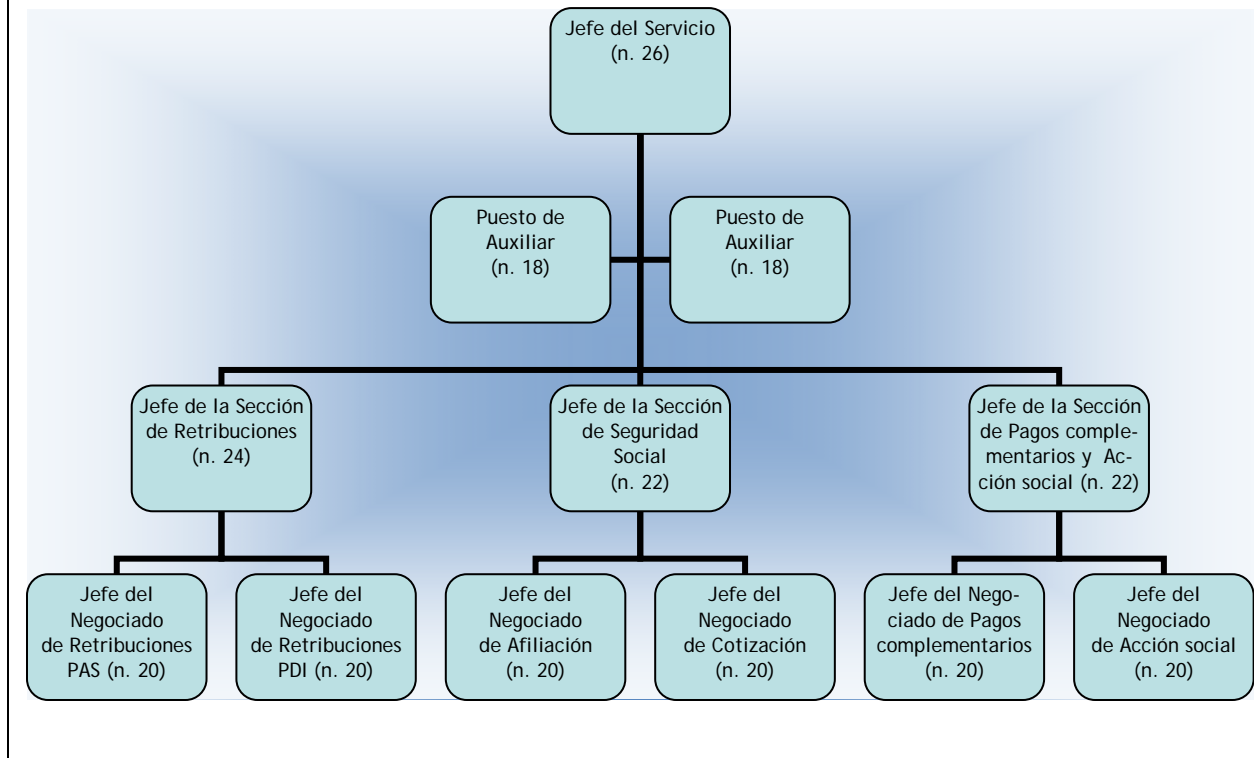 Jefe del Servicio
(n. 26)
Puesto de
Auxiliar
(n. 18)
Puesto de
Auxiliar
(n. 18)
Jefe de la Sección
de Retribuciones
(n. 24)
Jefe de la Sección
de Seguridad
Social
(n. 22)
Jefe de la Sección
de Pagos comple-
mentarios y Ac-
ción social (n. 22)
Jefe del
Negociado
de Retribuciones
PAS (n. 20)
Jefe del
Negociado
de Retribuciones
PDI (n. 20)
Jefe del
Negociado
de Afiliación
(n. 20)
Jefe del
Negociado
de Cotización
(n. 20)
Jefe del Nego-
ciado de Pagos
complementarios
(n. 20)
Jefe del
Negociado
de Acción social
(n. 20)